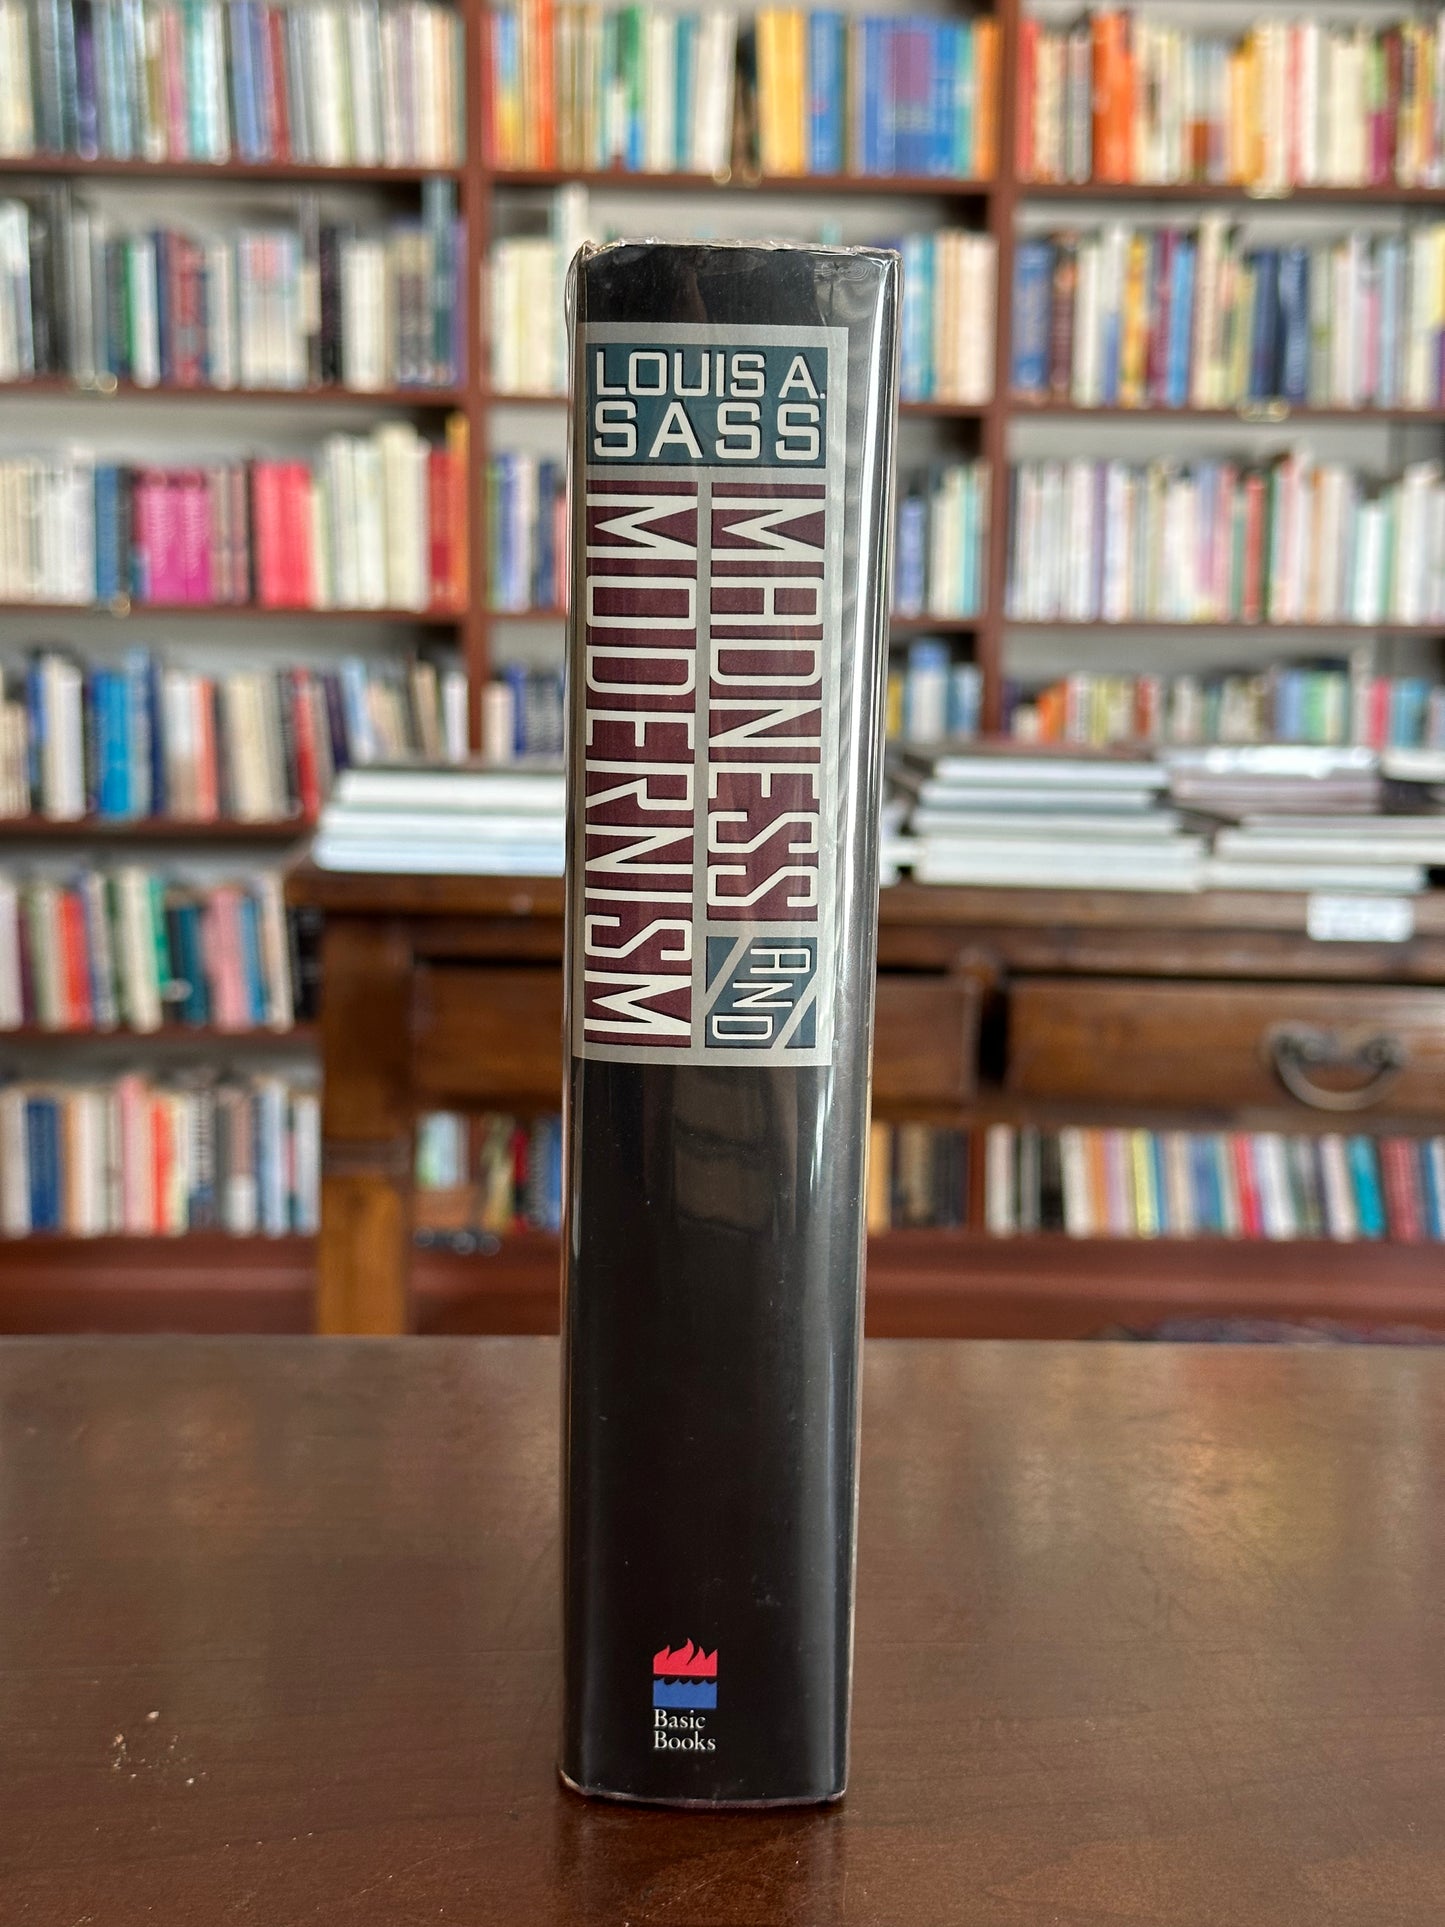 LOUIS A.
SASS
MADNESS AND
MODERNISM
Basic
Books